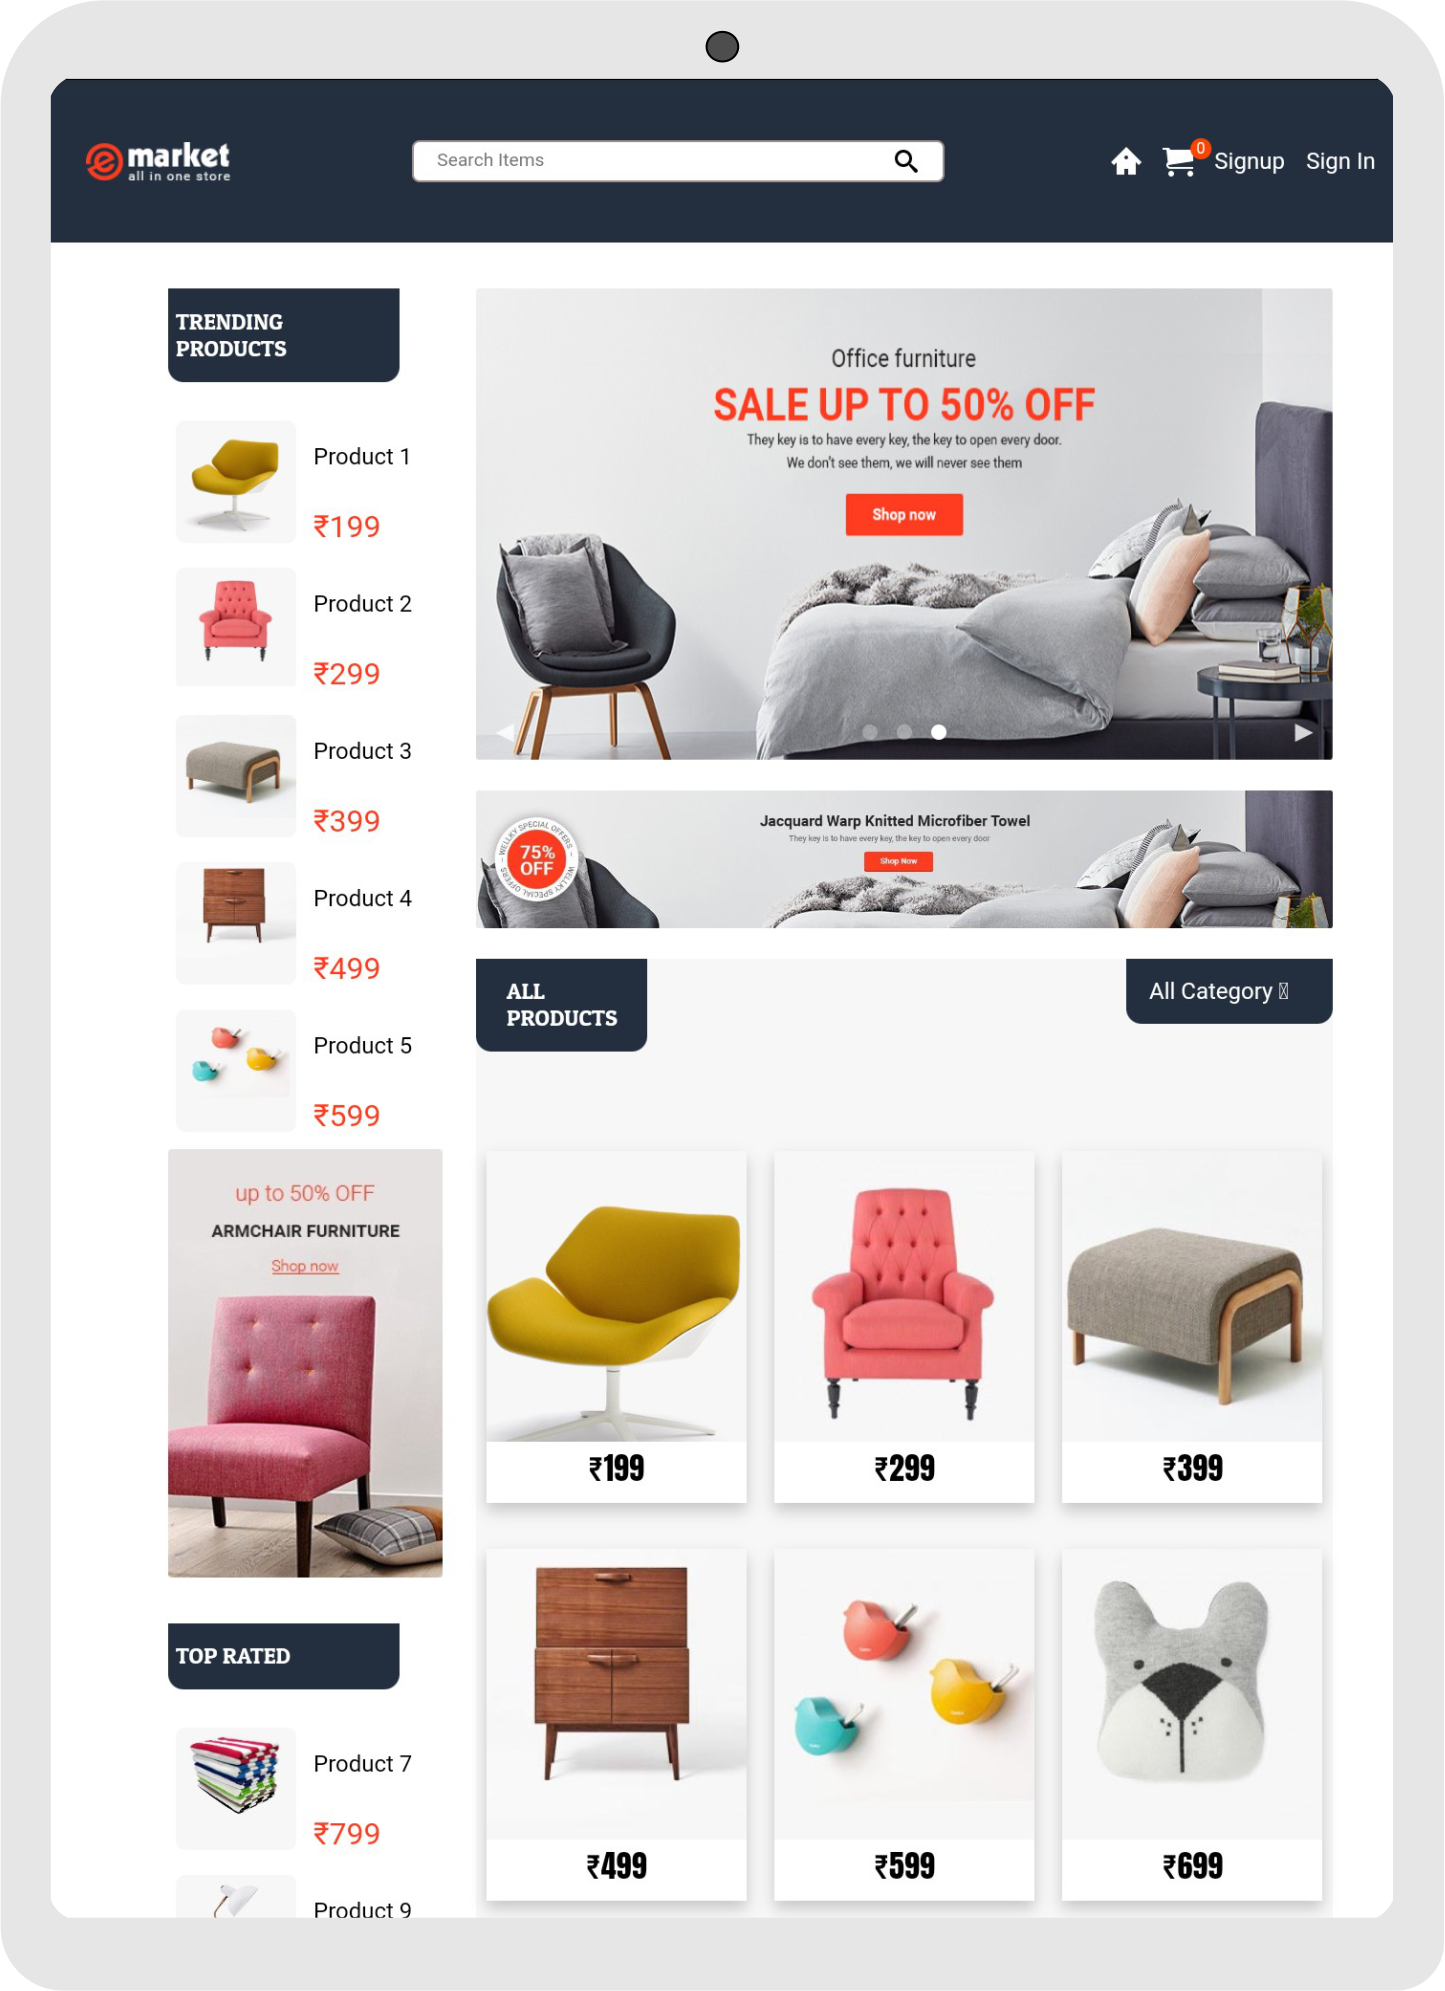 market
all in one store
Search Items
0
Signup
Sign In
TRENDING
PRODUCTS
Product 1
₹199
Product 2
₹299
Product 3
₹399
Product 4
₹499
Product 5
₹599
up to 50% OFF
ARMCHAIR FURNITURE
Shop now
TOP RATED
Product 7
₹799
Product 9
Office furniture
SALE UP TO 50% OFF
They key is to have every key, the key to open every door.
We don't see them, we will never see them
Shop now
WELLKY SPECIAL OFFERS
WELLKY SPECIAL OFFERS
75%
OFF
Jacquard Warp Knitted Microfiber Towel
They key is to have every key, the key to open every door
Shop Now
ALL
PRODUCTS
All Category
₹199
₹299
₹399
₹499
₹599
₹699